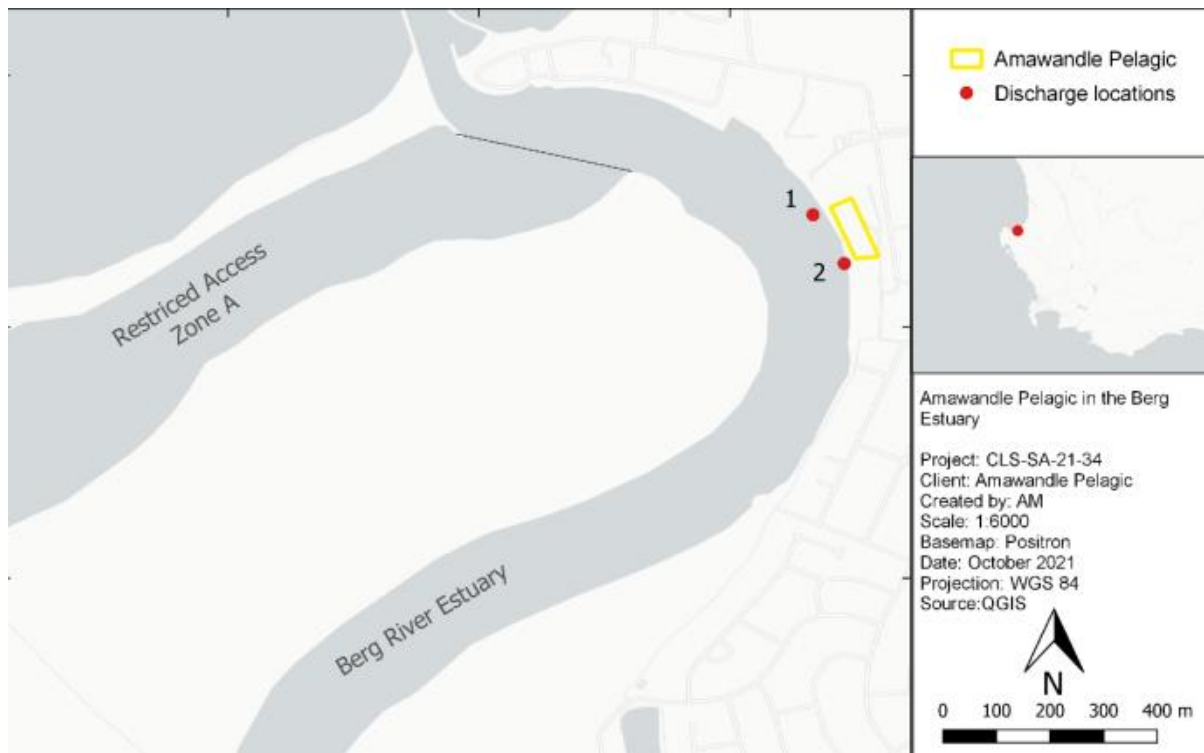 Amawandle Pelagic
Discharge locations
1
2
Restriced Access
Zone A
Berg River Estuary
Amawandle Pelagic in the Berg
Estuary
Project: CLS-SA-21-34
Client: Amawandle Pelagic
Created by: AM
Scale: 1:6000
Basemap: Positron
Date: October 2021
Projection: WGS 84
Source:QGIS
N
0 100 200 300 400 m